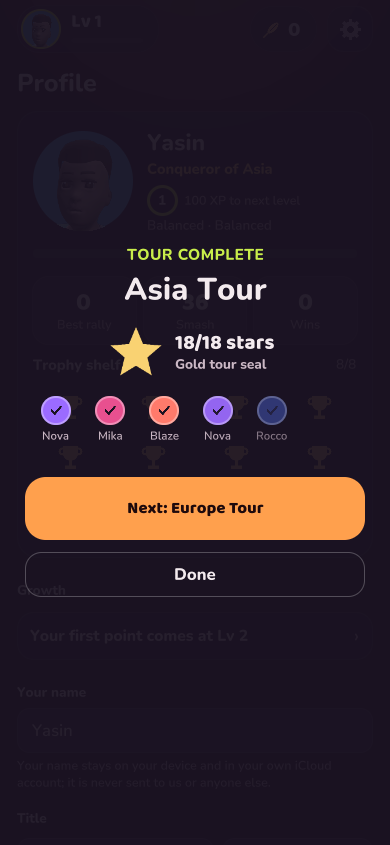 Lv 1
0
Profile
Yasin
Conqueror of Asia
1
100 XP to next level
Balanced · Balanced
TOUR COMPLETE
Asia Tour
0
36
0
Best rally
Smash
Wins
18/18 stars
Gold tour seal
Trophy shelf
8/8
Nova
Mika
Blaze
Nova
Rocco
Next: Europe Tour
Done
Growth
Your first point comes at Lv 2
Your name
Yasin
Your name stays on your device and in your own iCloud
account; it is never sent to us or anyone else.
Title